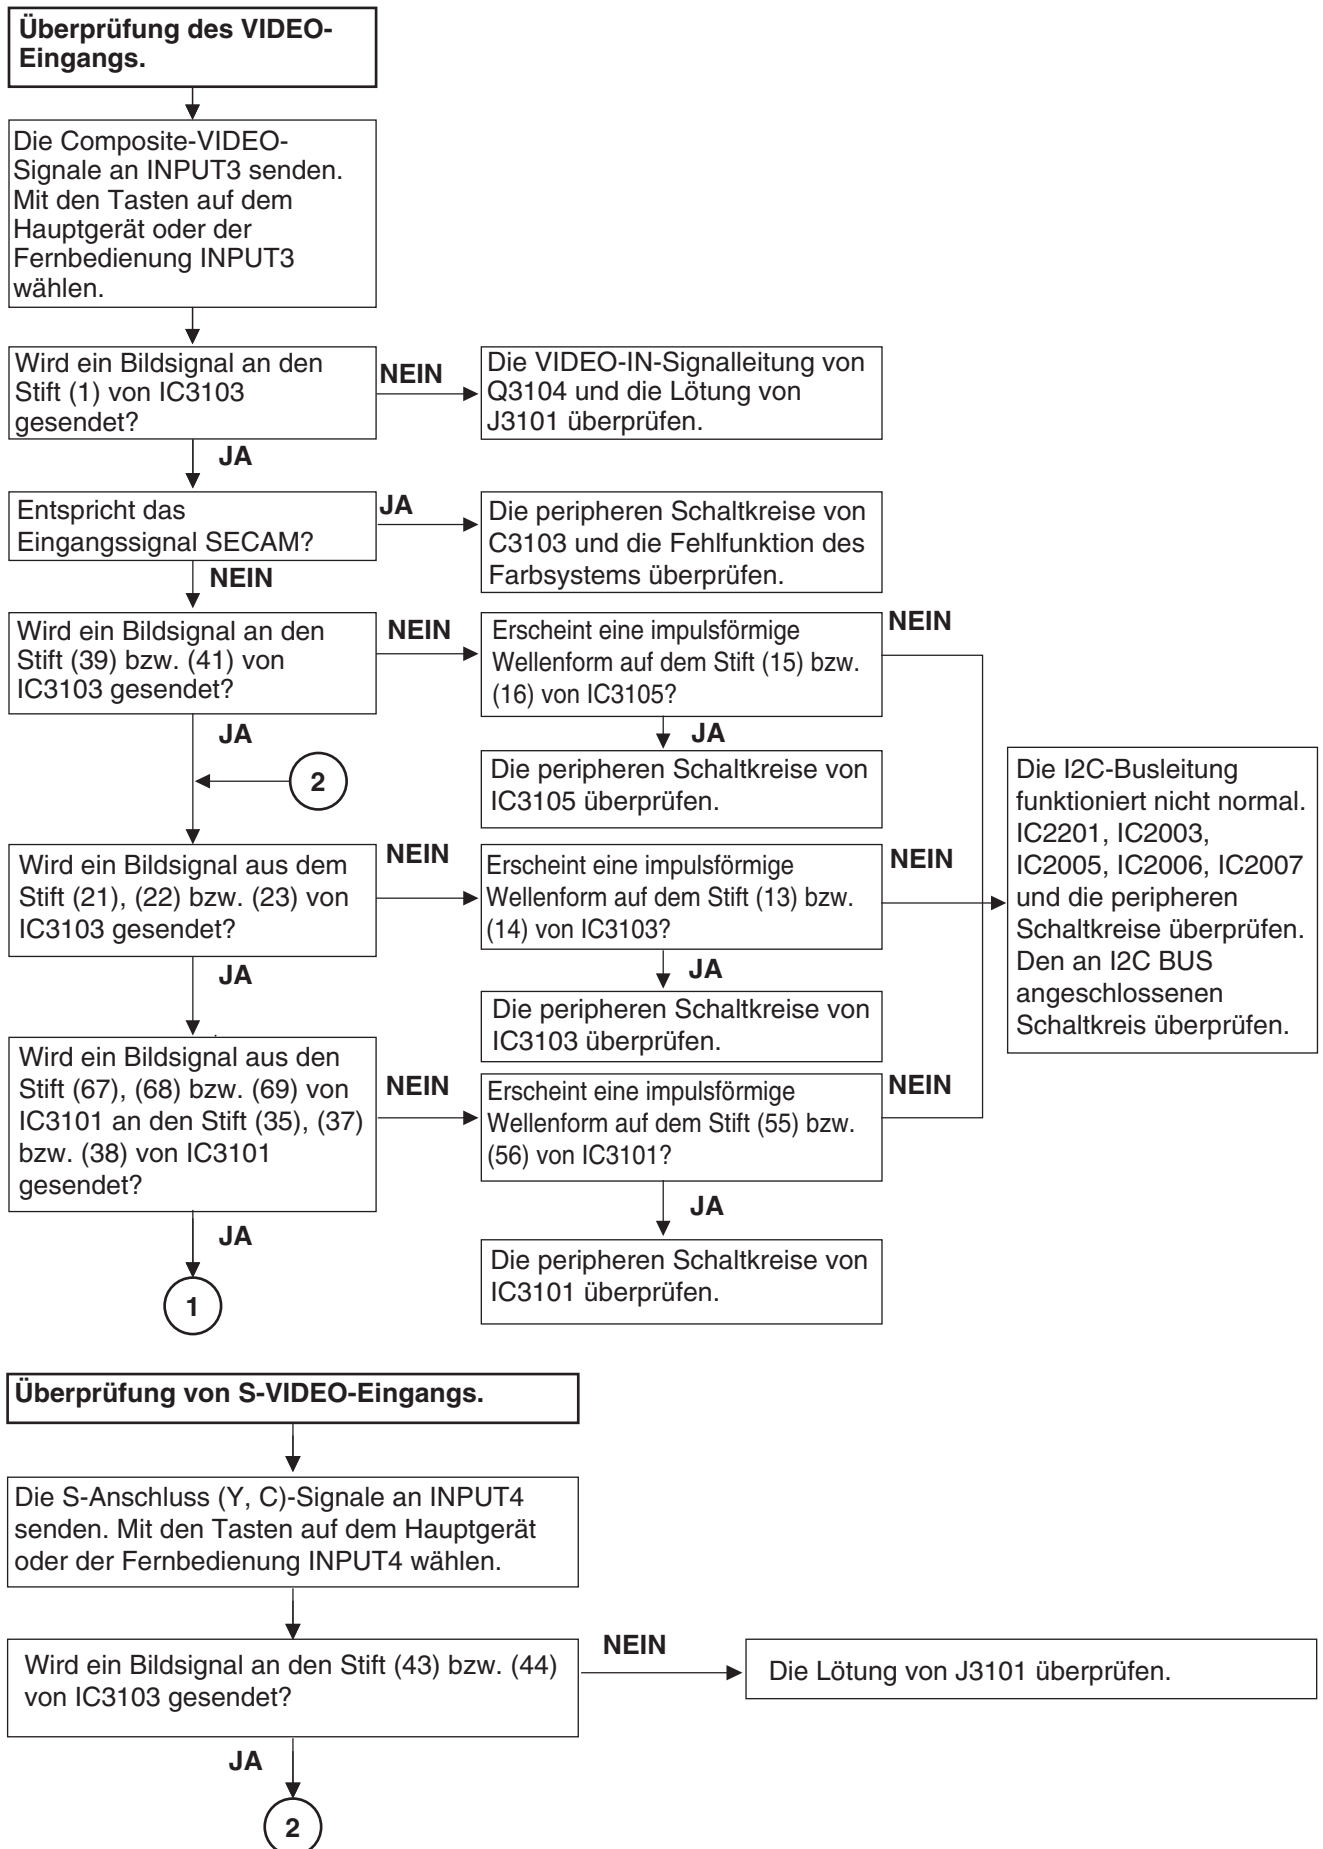 Überprüfung des VIDEO-
Eingangs.
Die Composite-VIDEO-
Signale an INPUT3 senden.
Mit den Tasten auf dem
Hauptgerät oder der
Fernbedienung INPUT3
wählen.
Wird ein Bildsignal an den
Stift (1) von IC3103
gesendet?
NEIN
Die VIDEO-IN-Signalleitung von
Q3104 und die Lötung von
J3101 überprüfen.
JA
Entspricht das
Eingangssignal SECAM?
JA
Die peripheren Schaltkreise von
C3103 und die Fehlfunktion des
Farbsystems überprüfen.
NEIN
Wird ein Bildsignal an den
Stift (39) bzw. (41) von
IC3103 gesendet?
NEIN
Erscheint eine impulsförmige
Wellenform auf dem Stift (15) bzw.
(16) von IC3105?
NEIN
JA
Die peripheren Schaltkreise von
IC3105 überprüfen.
JA
2
Wird ein Bildsignal aus dem
Stift (21), (22) bzw. (23) von
IC3103 gesendet?
NEIN
Erscheint eine impulsförmige
Wellenform auf dem Stift (13) bzw.
(14) von IC3103?
NEIN
Die I2C-Busleitung
funktioniert nicht normal.
IC2201, IC2003,
IC2005, IC2006, IC2007
und die peripheren
Schaltkreise überprüfen.
Den an I2C BUS
angeschlossenen
Schaltkreis überprüfen.
JA
Die peripheren Schaltkreise von
IC3103 überprüfen.
JA
Wird ein Bildsignal aus den
Stift (67), (68) bzw. (69) von
IC3101 an den Stift (35), (37)
bzw. (38) von IC3101
gesendet?
NEIN
Erscheint eine impulsförmige
Wellenform auf dem Stift (55) bzw.
(56) von IC3101?
NEIN
JA
Die peripheren Schaltkreise von
IC3101 überprüfen.
JA
1
Überprüfung von S-VIDEO-Eingangs.
Die S-Anschluss (Y, C)-Signale an INPUT4
senden. Mit den Tasten auf dem Hauptgerät
oder der Fernbedienung INPUT4 wählen.
Wird ein Bildsignal an den Stift (43) bzw. (44)
von IC3103 gesendet?
NEIN
Die Lötung von J3101 überprüfen.
JA
2